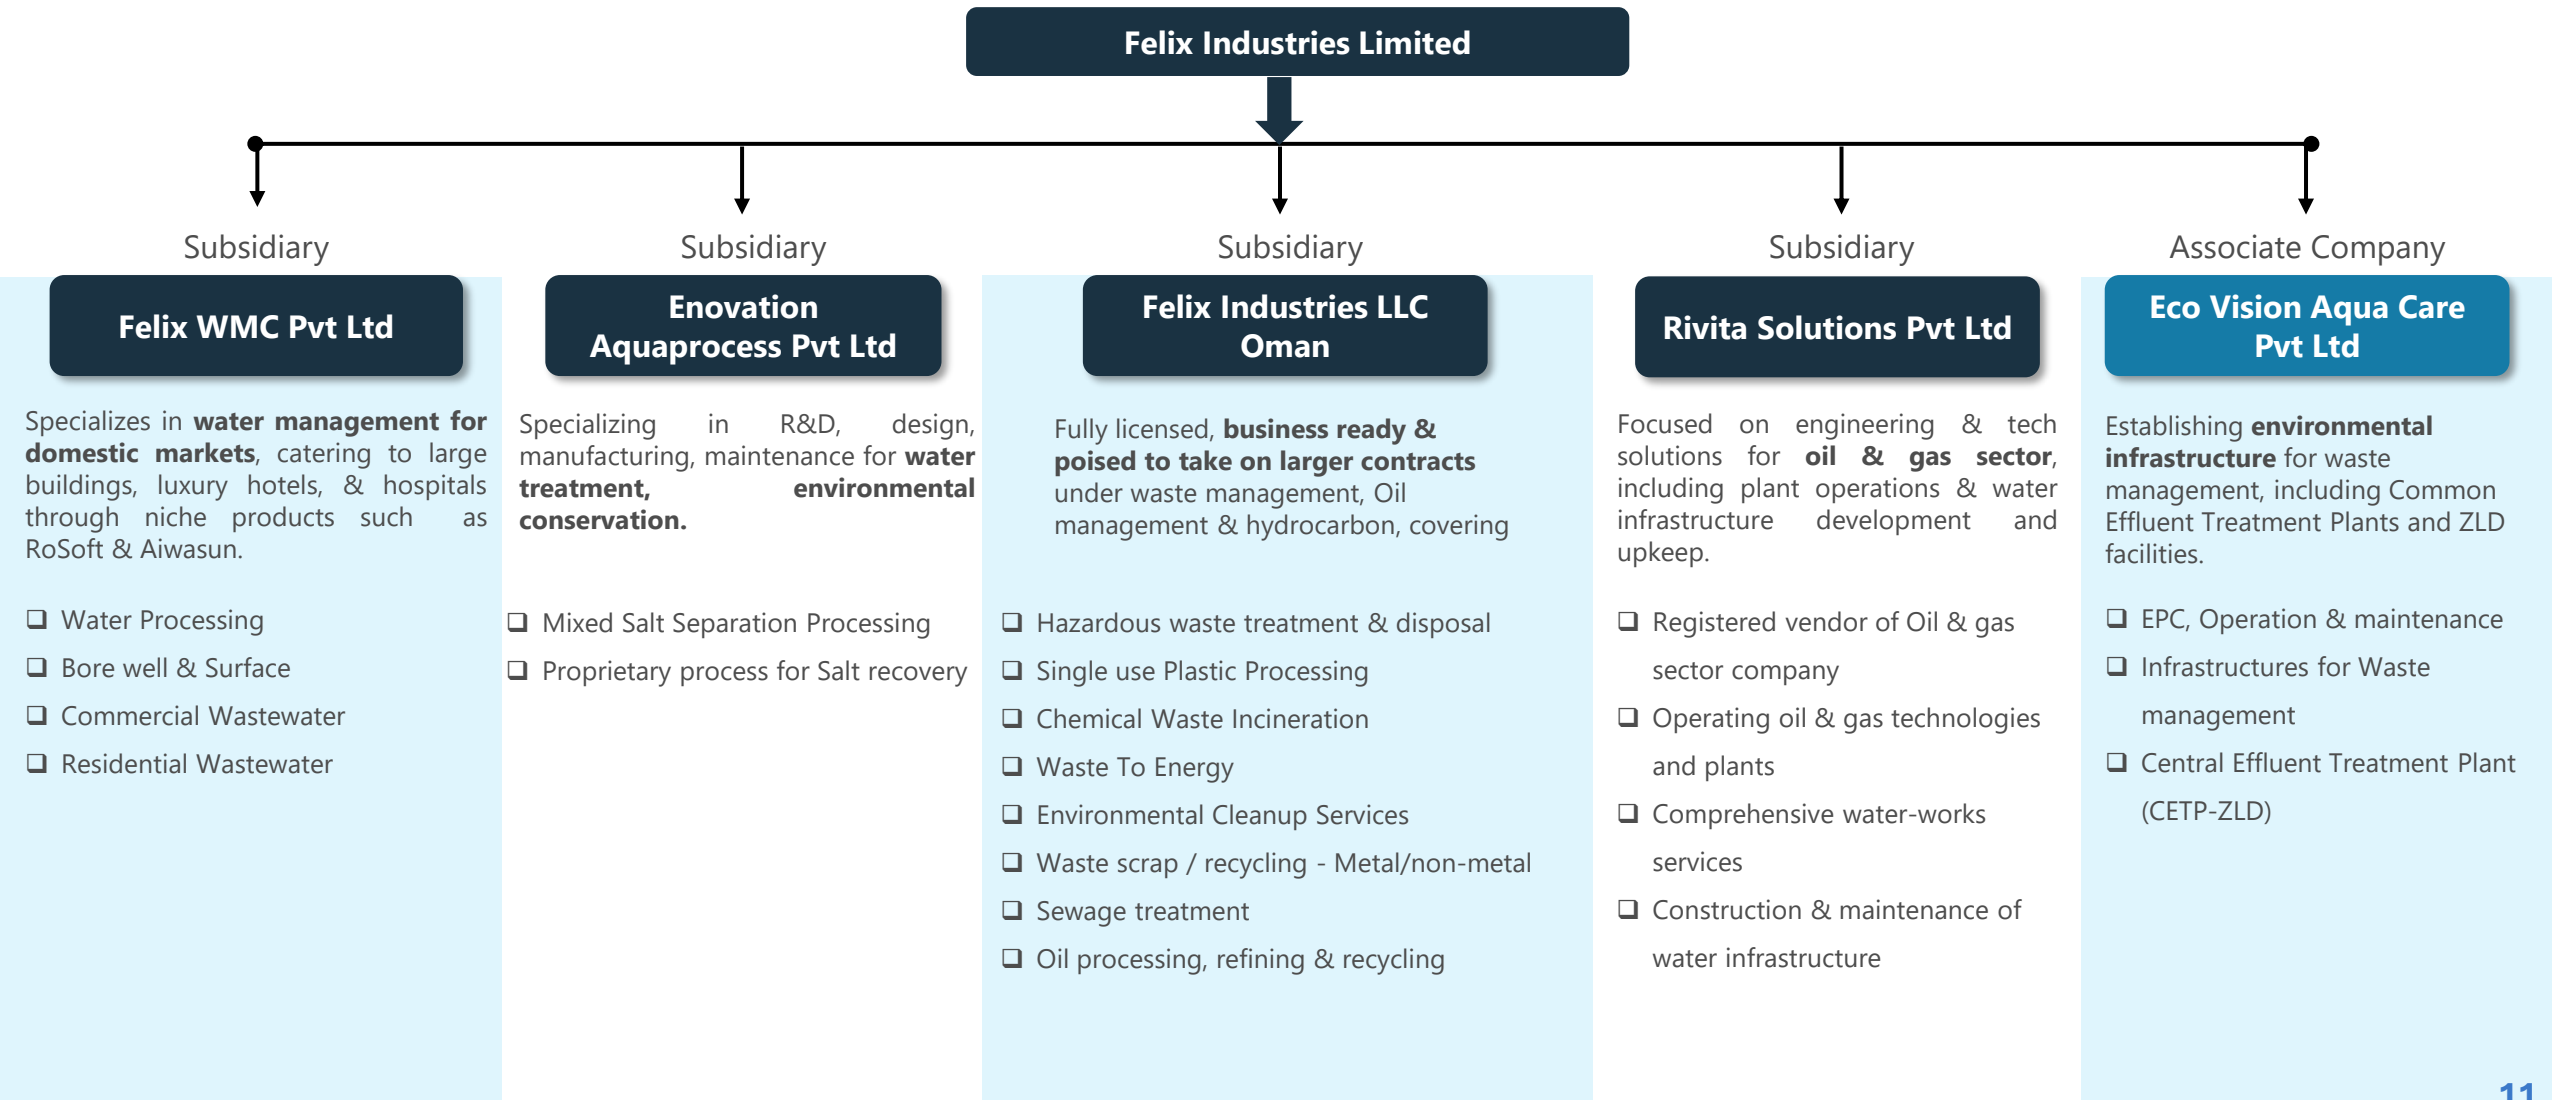 Felix Industries Limited
Subsidiary
Felix WMC Pvt Ltd
Specializes in water management for
domestic markets, catering to large
buildings, luxury hotels, & hospitals
through niche products such as
RoSoft & Aiwasun.
❑ Water Processing
❑ Bore well & Surface
❑ Commercial Wastewater
❑ Residential Wastewater
Subsidiary
Enovation
Aquaprocess Pvt Ltd
Specializing in R&D, design,
manufacturing, maintenance for water
treatment, environmental
conservation.
❑ Mixed Salt Separation Processing
❑ Proprietary process for Salt recovery
Subsidiary
Felix Industries LLC
Oman
Fully licensed, business ready &
poised to take on larger contracts
under waste management, Oil
management & hydrocarbon, covering
❑ Hazardous waste treatment & disposal
❑ Single use Plastic Processing
❑ Chemical Waste Incineration
❑ Waste To Energy
❑ Environmental Cleanup Services
❑ Waste scrap / recycling - Metal/non-metal
❑ Sewage treatment
❑ Oil processing, refining & recycling
Subsidiary
Rivita Solutions Pvt Ltd
Focused on engineering & tech
solutions for oil & gas sector,
including plant operations & water
infrastructure development and
upkeep.
❑ Registered vendor of Oil & gas
sector company
❑ Operating oil & gas technologies
and plants
❑ Comprehensive water-works
services
❑ Construction & maintenance of
water infrastructure
Associate Company
Eco Vision Aqua Care
Pvt Ltd
Establishing environmental
infrastructure for waste
management, including Common
Effluent Treatment Plants and ZLD
facilities.
❑ EPC, Operation & maintenance
❑ Infrastructures for Waste
management
❑ Central Effluent Treatment Plant
(CETP-ZLD)
11